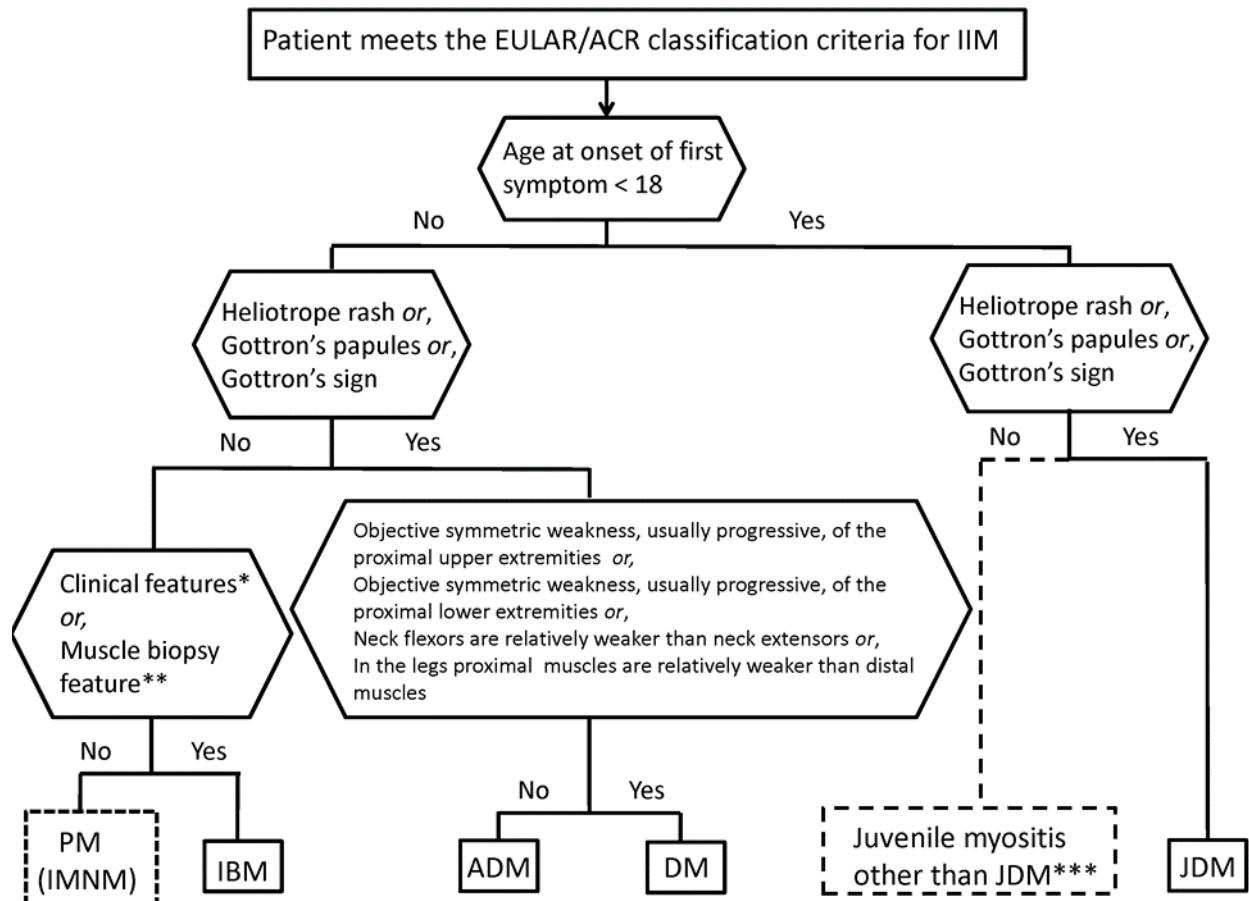 Patient meets the EULAR/ACR classification criteria for IIM
Age at onset of first
symptom < 18
No
Yes
Heliotrope rash or,
Gottron's papules or,
Gottron's sign
Heliotrope rash or,
Gottron's papules or,
Gottron's sign
No
Yes
No
Yes
Clinical features*
or,
Muscle biopsy
feature**
Objective symmetric weakness, usually progressive, of the
proximal upper extremities or,
Objective symmetric weakness, usually progressive, of the
proximal lower extremities or,
Neck flexors are relatively weaker than neck extensors or,
In the legs proximal muscles are relatively weaker than distal
muscles
No
Yes
No
Yes
PM
(IMNM)
IBM
ADM
DM
Juvenile myositis
other than JDM***
JDM